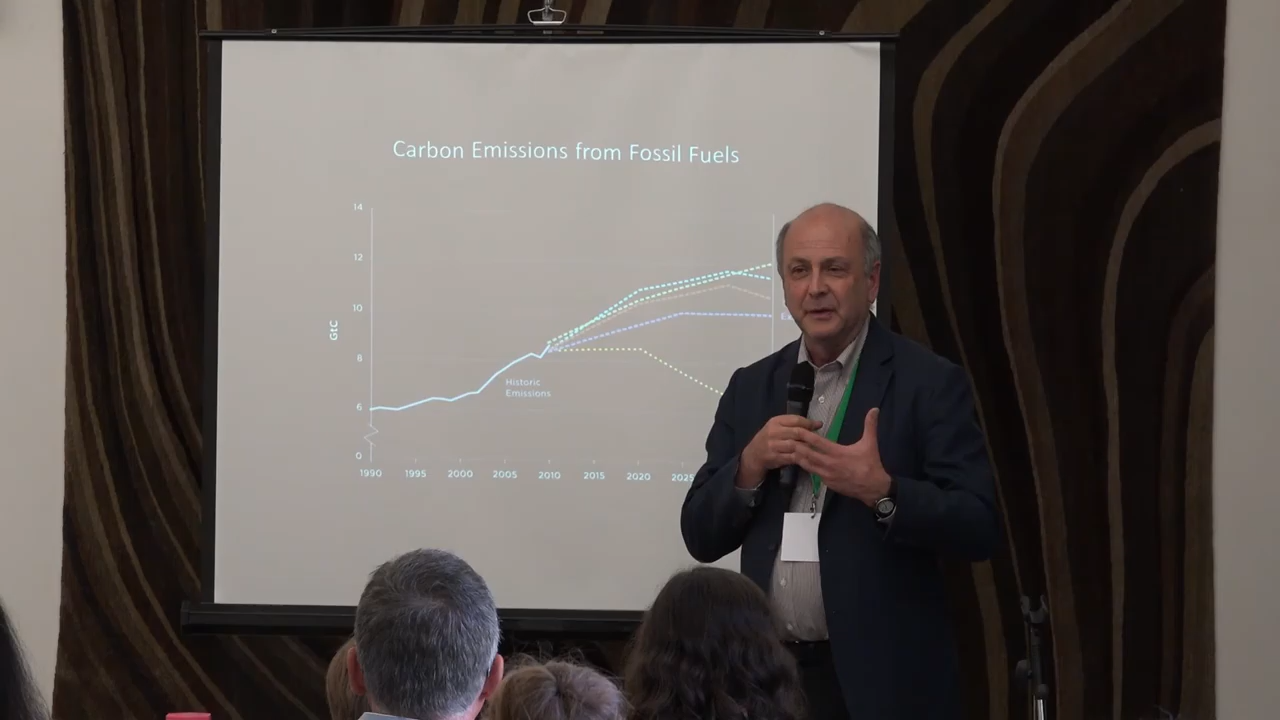 Carbon Emissions from Fossil Fuels
14
12
10
GtC
8
Historic
Emissions
6
0
1990 1995 2000 2005 2010 2015 2020 2025